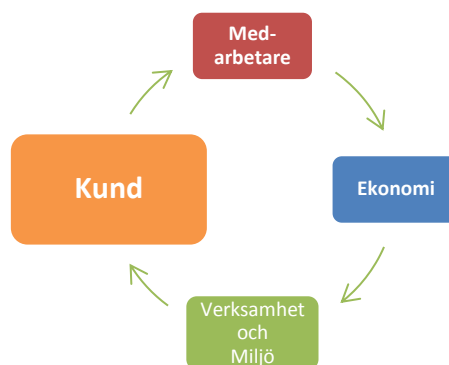 Med-
arbetare
Kund
Ekonomi
Verksamhet
och
Miljö